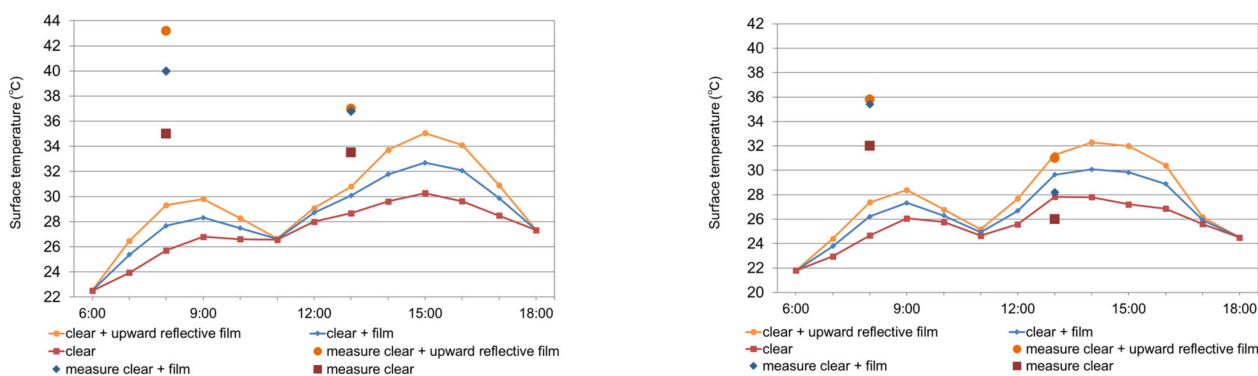 Surface temperature (℃)
44
42
40
38
36
34
32
30
28
26
24
22
6:00 9:00 12:00 15:00 18:00
clear + upward reflective film clear + film
clear measure clear + upward reflective film
measure clear + film measure clear
Surface temperature (℃)
42
40
38
36
34
32
30
28
26
24
22
20
6:00 9:00 12:00 15:00 18:00
clear + upward reflective film clear + film
clear measure clear + upward reflective film
measure clear + film measure clear